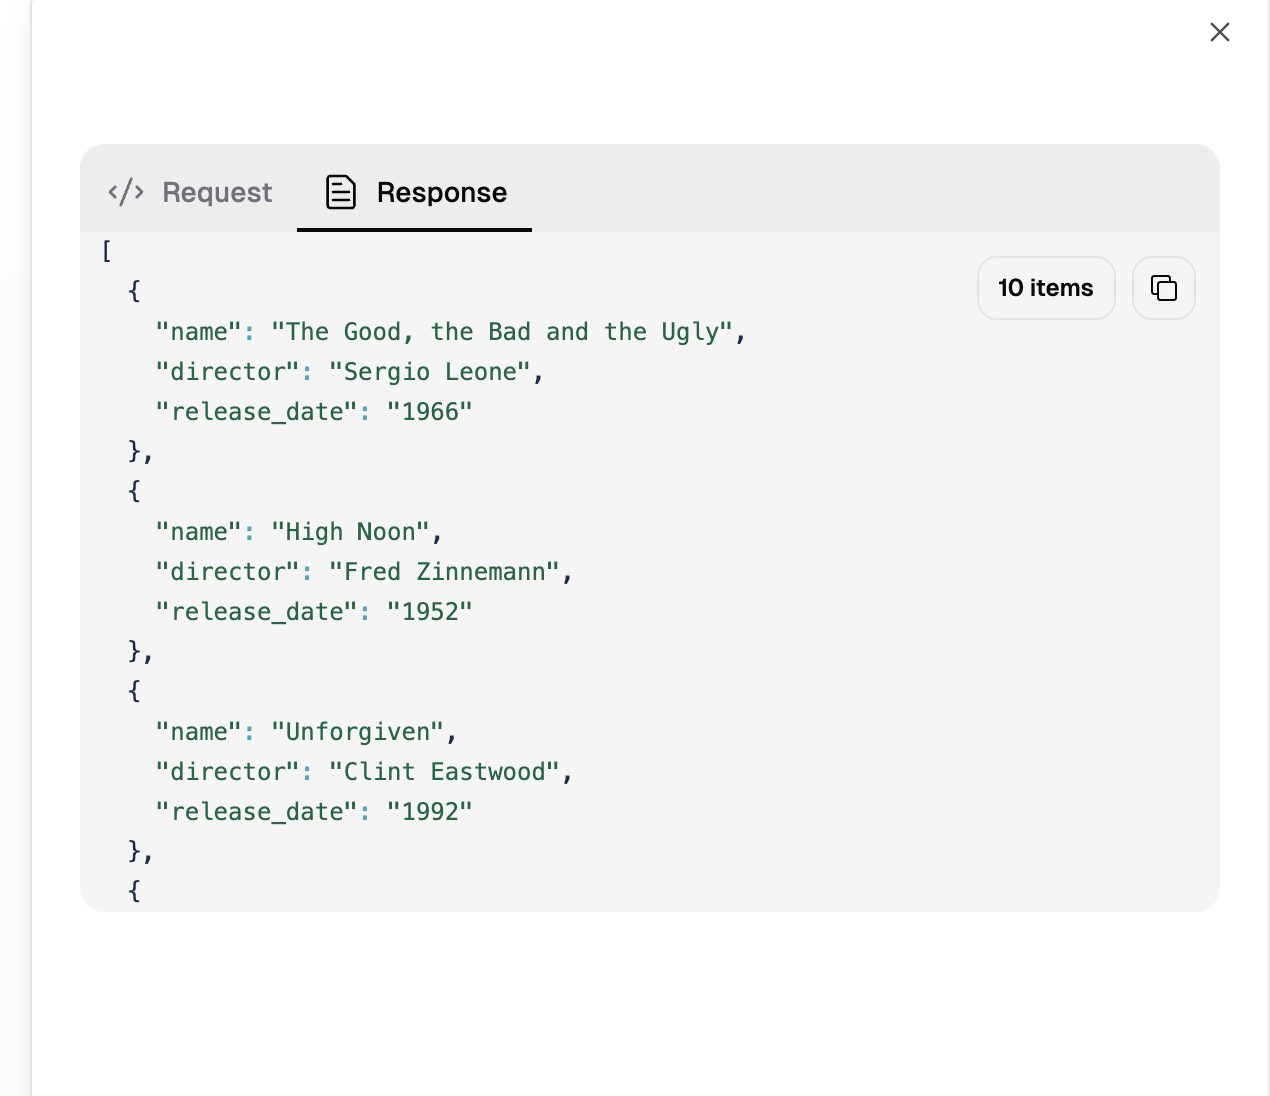 Request
Response
10 items
[
  {
    "name": "The Good, the Bad and the Ugly",
    "director": "Sergio Leone",
    "release_date": "1966"
  },
  {
    "name": "High Noon",
    "director": "Fred Zinnemann",
    "release_date": "1952"
  },
  {
    "name": "Unforgiven",
    "director": "Clint Eastwood",
    "release_date": "1992"
  },
  {